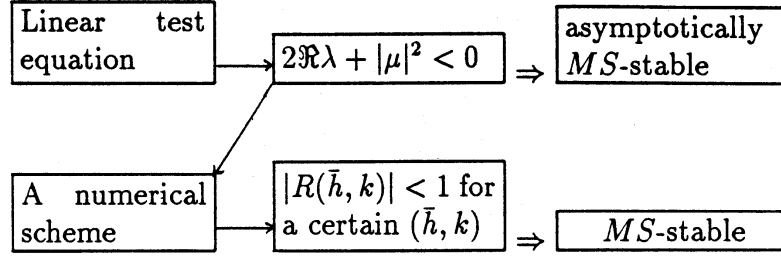 Linear test
equation
2ℜλ + |μ|² < 0
⇒
asymptotically
MS-stable
A numerical
scheme
|R(h̄, k)| < 1 for
a certain (h̄, k)
⇒
MS-stable